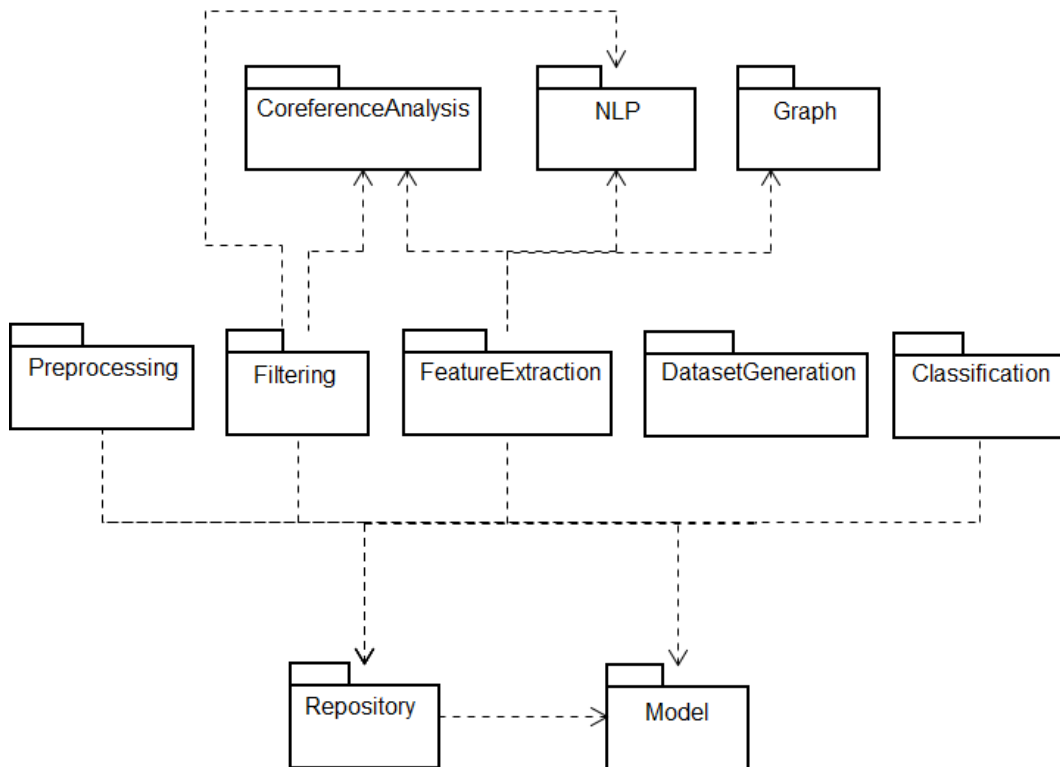 CoreferenceAnalysis
NLP
Graph
Preprocessing
Filtering
FeatureExtraction
DatasetGeneration
Classification
Repository
Model